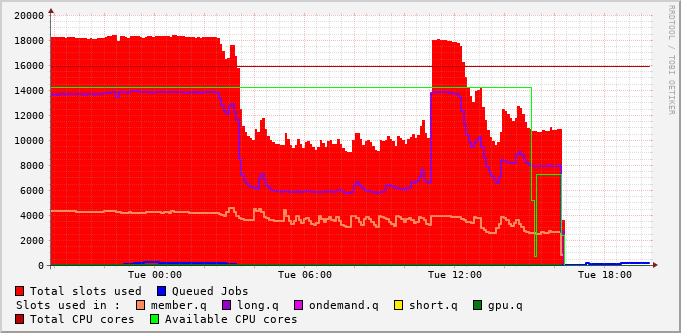 20000
18000
16000
14000
12000
10000
8000
6000
4000
2000
0
Tue 00:00 Tue 06:00 Tue 12:00 Tue 18:00
RRDTOOL / TOBI OETIKER
Total slots used Queued Jobs
Slots used in : member.q long.q ondemand.q short.q gpu.q
Total CPU cores Available CPU cores